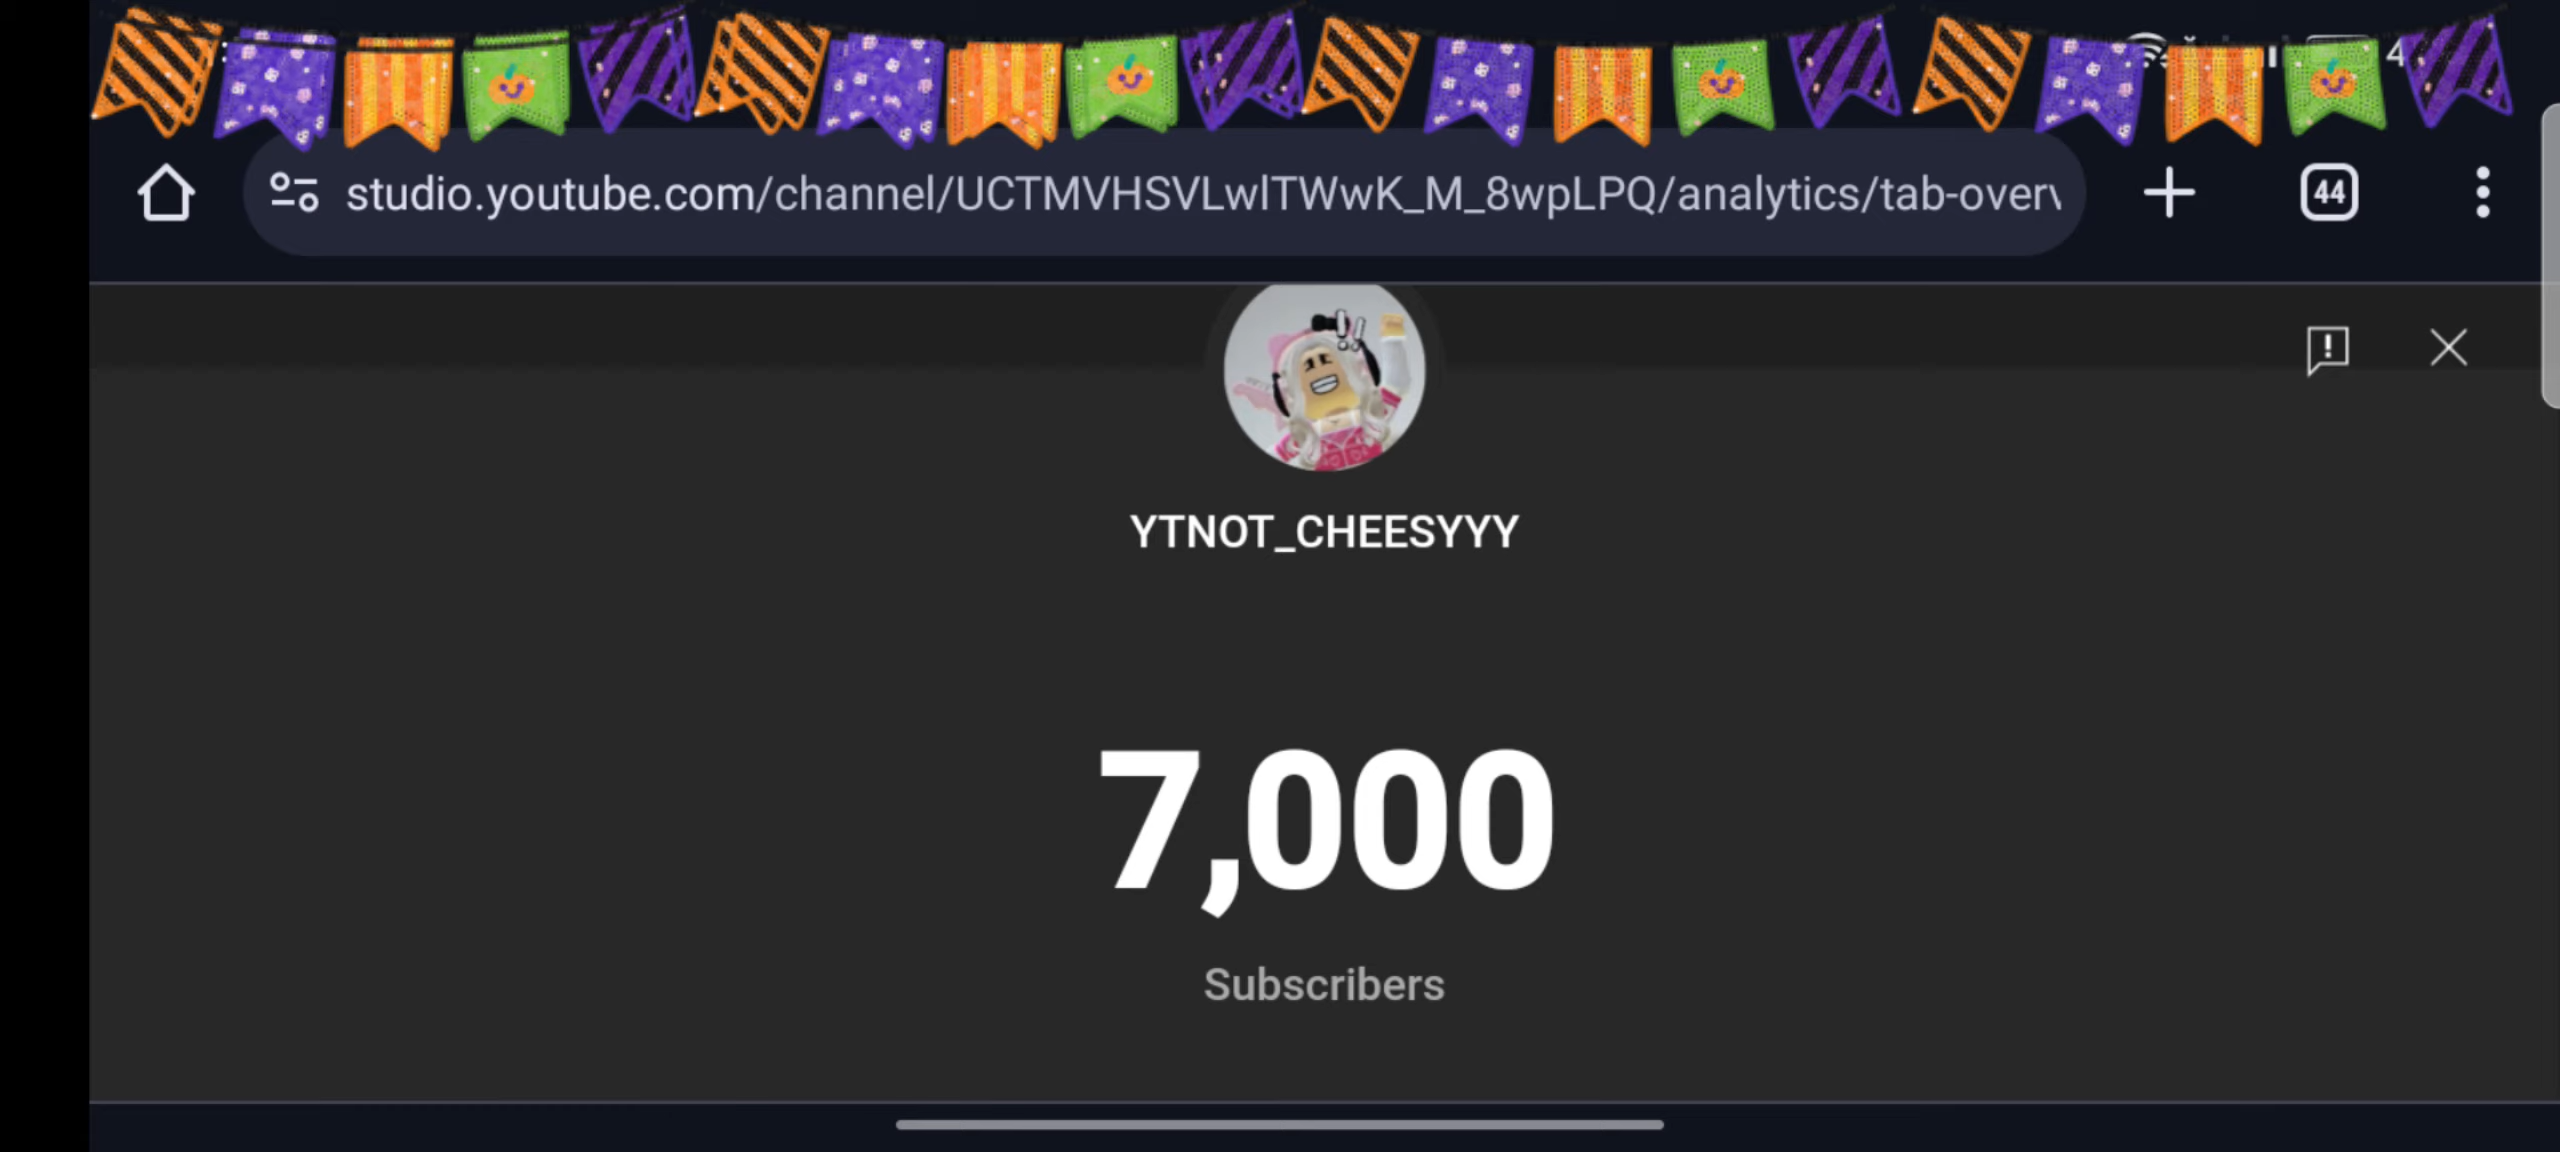 studio.youtube.com/channel/UCTMVHSVLwlTWwK_M_8wpLPQ/analytics/tab-overv
44
YTNOT_CHEESYYY
7,000
Subscribers